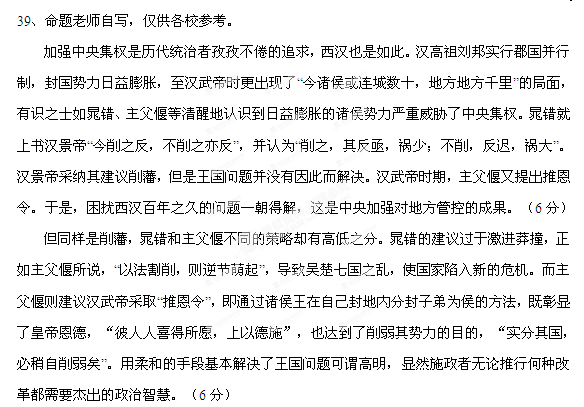 39、命题老师自写，仅供各校参考。
加强中央集权是历代统治者孜孜不倦的追求，西汉也是如此。汉高祖刘邦实行郡国并行
制，封国势力日益膨胀，至汉武帝时更出现了“今诸侯或连城数十，地方地方千里”的局面，
有识之士如晁错、主父偃等清醒地认识到日益膨胀的诸侯势力严重威胁了中央集权。晁错就
上书汉景帝“今削之反，不削之亦反”，并认为“削之，其反亟，祸少；不削，反迟，祸大”。
汉景帝采纳其建议削藩，但是王国问题并没有因此而解决。汉武帝时期，主父偃又提出推恩
令。于是，困扰西汉百年之久的问题一朝得解，这是中央加强对地方管控的成果。（6分）
但同样是削藩，晁错和主父偃不同的策略却有高低之分。晁错的建议过于激进莽撞，正
如主父偃所说，“以法割削，则逆节萌起”，导致吴楚七国之乱，使国家陷入新的危机。而主
父偃则建议汉武帝采取“推恩令”，即通过诸侯王在自己封地内分封子弟为侯的方法，既彰显
了皇帝恩德，“彼人人喜得所愿，上以德施”，也达到了削弱其势力的目的，“实分其国，
必稍自削弱矣”。用柔和的手段基本解决了王国问题可谓高明，显然施政者无论推行何种改
革都需要杰出的政治智慧。（6分）